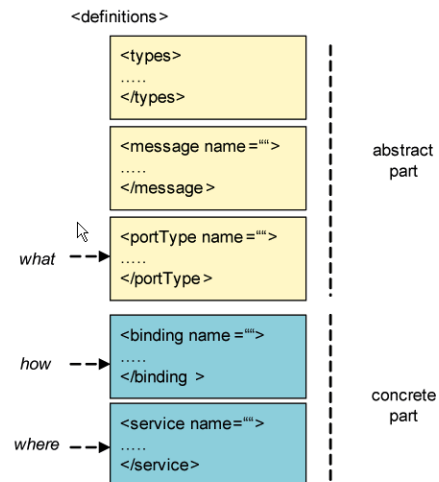 <definitions>
<types>
.....
</types>
<message name =““>
.....
</message>
abstract
part
<portType name =““>
what
.....
</portType>
<binding name =““>
how
.....
</binding >
concrete
part
<service name=““>
where
.....
</service>